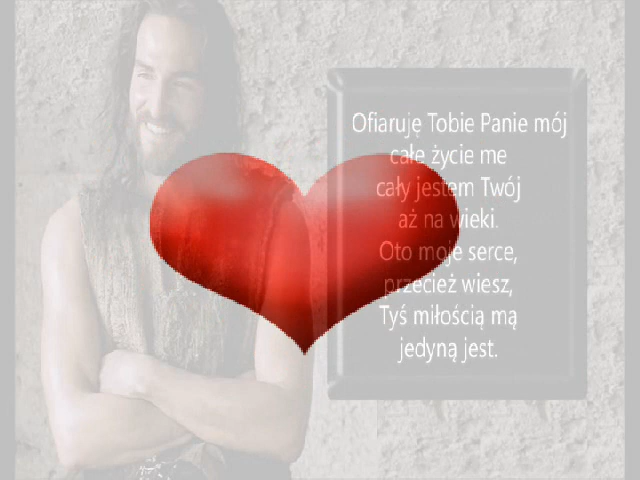 Ofiaruję Tobie Panie mój
całe życie me
cały jestem Twój
aż na wieki.
Oto moje serce,
przecież wiesz,
Tyś miłością mą
jedyną jest.